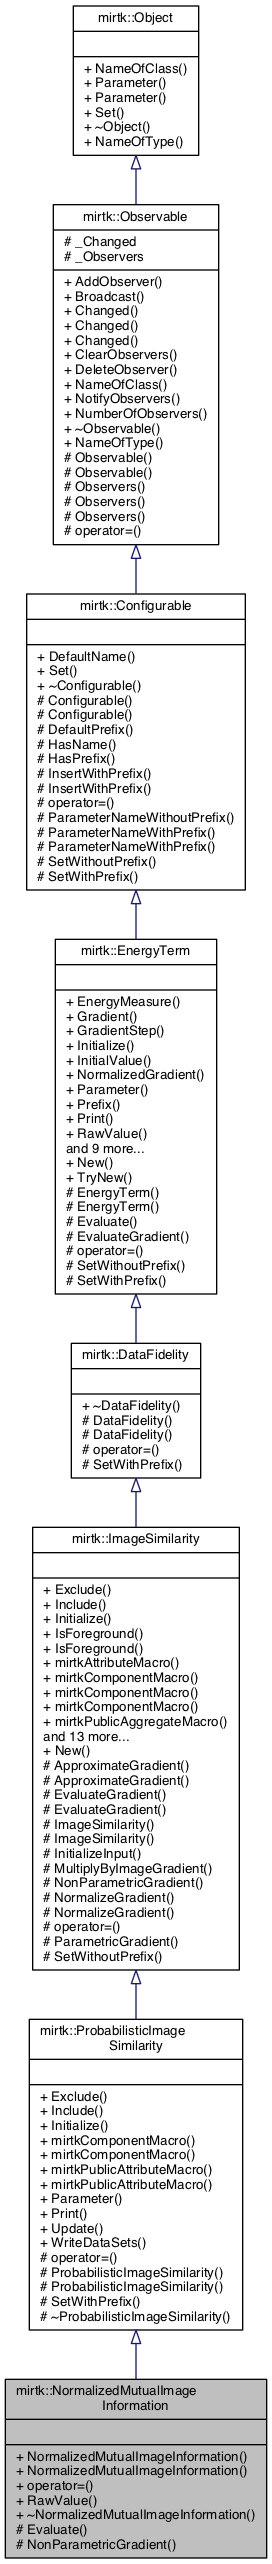 mirtk::Object
+ NameOfClass()
+ Parameter()
+ Parameter()
+ Set()
+ ~Object()
+ NameOfType()
mirtk::Observable
# _Changed
# _Observers
+ AddObserver()
+ Broadcast()
+ Changed()
+ Changed()
+ Changed()
+ ClearObservers()
+ DeleteObserver()
+ NameOfClass()
+ NotifyObservers()
+ NumberOfObservers()
+ ~Observable()
+ NameOfType()
# Observable()
# Observable()
# Observers()
# Observers()
# Observers()
# operator=()
mirtk::Configurable
+ DefaultName()
+ Set()
+ ~Configurable()
# Configurable()
# Configurable()
# DefaultPrefix()
# HasName()
# HasPrefix()
# InsertWithPrefix()
# InsertWithPrefix()
# operator=()
# ParameterNameWithoutPrefix()
# ParameterNameWithPrefix()
# ParameterNameWithPrefix()
# SetWithoutPrefix()
# SetWithPrefix()
mirtk::EnergyTerm
+ EnergyMeasure()
+ Gradient()
+ GradientStep()
+ Initialize()
+ InitialValue()
+ NormalizedGradient()
+ Parameter()
+ Prefix()
+ Print()
+ RawValue()
and 9 more...
+ New()
+ TryNew()
# EnergyTerm()
# EnergyTerm()
# Evaluate()
# EvaluateGradient()
# operator=()
# SetWithoutPrefix()
# SetWithPrefix()
mirtk::DataFidelity
+ ~DataFidelity()
# DataFidelity()
# DataFidelity()
# operator=()
# SetWithPrefix()
mirtk::ImageSimilarity
+ Exclude()
+ Include()
+ Initialize()
+ IsForeground()
+ IsForeground()
+ mirtkAttributeMacro()
+ mirtkComponentMacro()
+ mirtkComponentMacro()
+ mirtkComponentMacro()
+ mirtkPublicAggregateMacro()
and 13 more...
+ New()
# ApproximateGradient()
# ApproximateGradient()
# EvaluateGradient()
# EvaluateGradient()
# ImageSimilarity()
# ImageSimilarity()
# InitializeInput()
# MultiplyByImageGradient()
# NonParametricGradient()
# NormalizeGradient()
# NormalizeGradient()
# operator=()
# ParametricGradient()
# SetWithoutPrefix()
mirtk::ProbabilisticImage
Similarity
+ Exclude()
+ Include()
+ Initialize()
+ mirtkComponentMacro()
+ mirtkComponentMacro()
+ mirtkPublicAttributeMacro()
+ mirtkPublicAttributeMacro()
+ Parameter()
+ Print()
+ Update()
+ WriteDataSets()
# operator=()
# ProbabilisticImageSimilarity()
# ProbabilisticImageSimilarity()
# SetWithPrefix()
# ~ProbabilisticImageSimilarity()
mirtk::NormalizedMutualImage
Information
+ NormalizedMutualImageInformation()
+ NormalizedMutualImageInformation()
+ operator=()
+ RawValue()
+ ~NormalizedMutualImageInformation()
# Evaluate()
# NonParametricGradient()